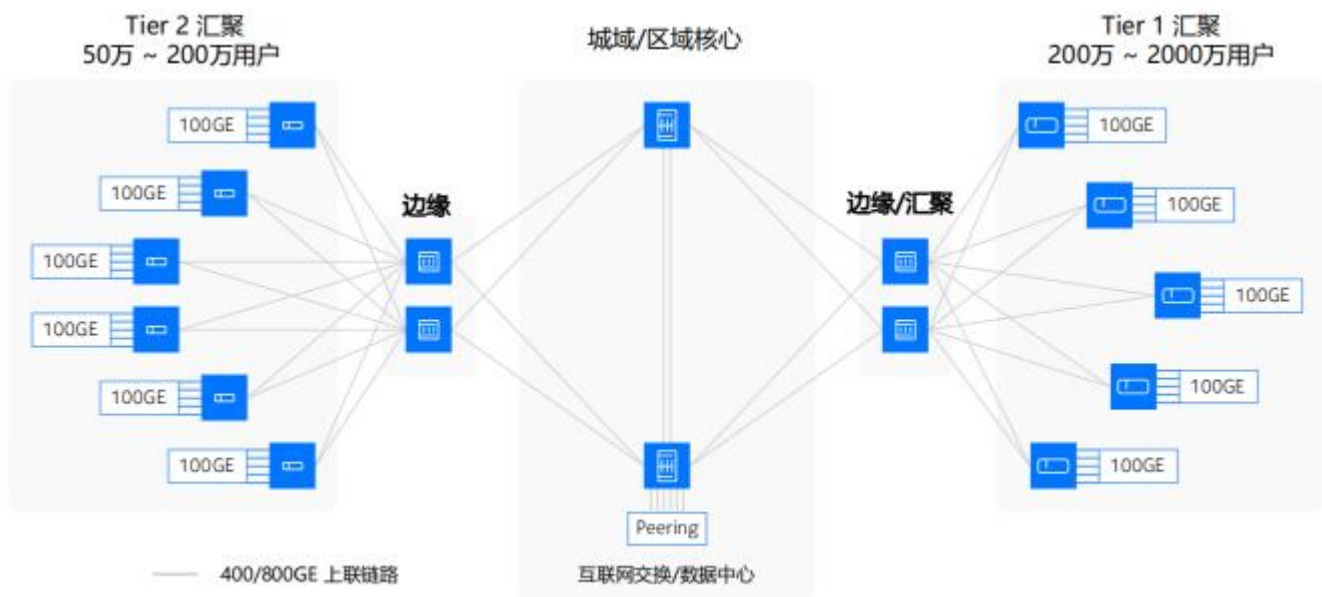 Tier 2 汇聚
50万 ~ 200万用户
城域/区域核心
Tier 1 汇聚
200万 ~ 2000万用户
100GE
100GE
100GE
100GE
100GE
100GE
边缘
边缘/汇聚
100GE
100GE
100GE
100GE
100GE
Peering
互联网交换/数据中心
400/800GE 上联链路